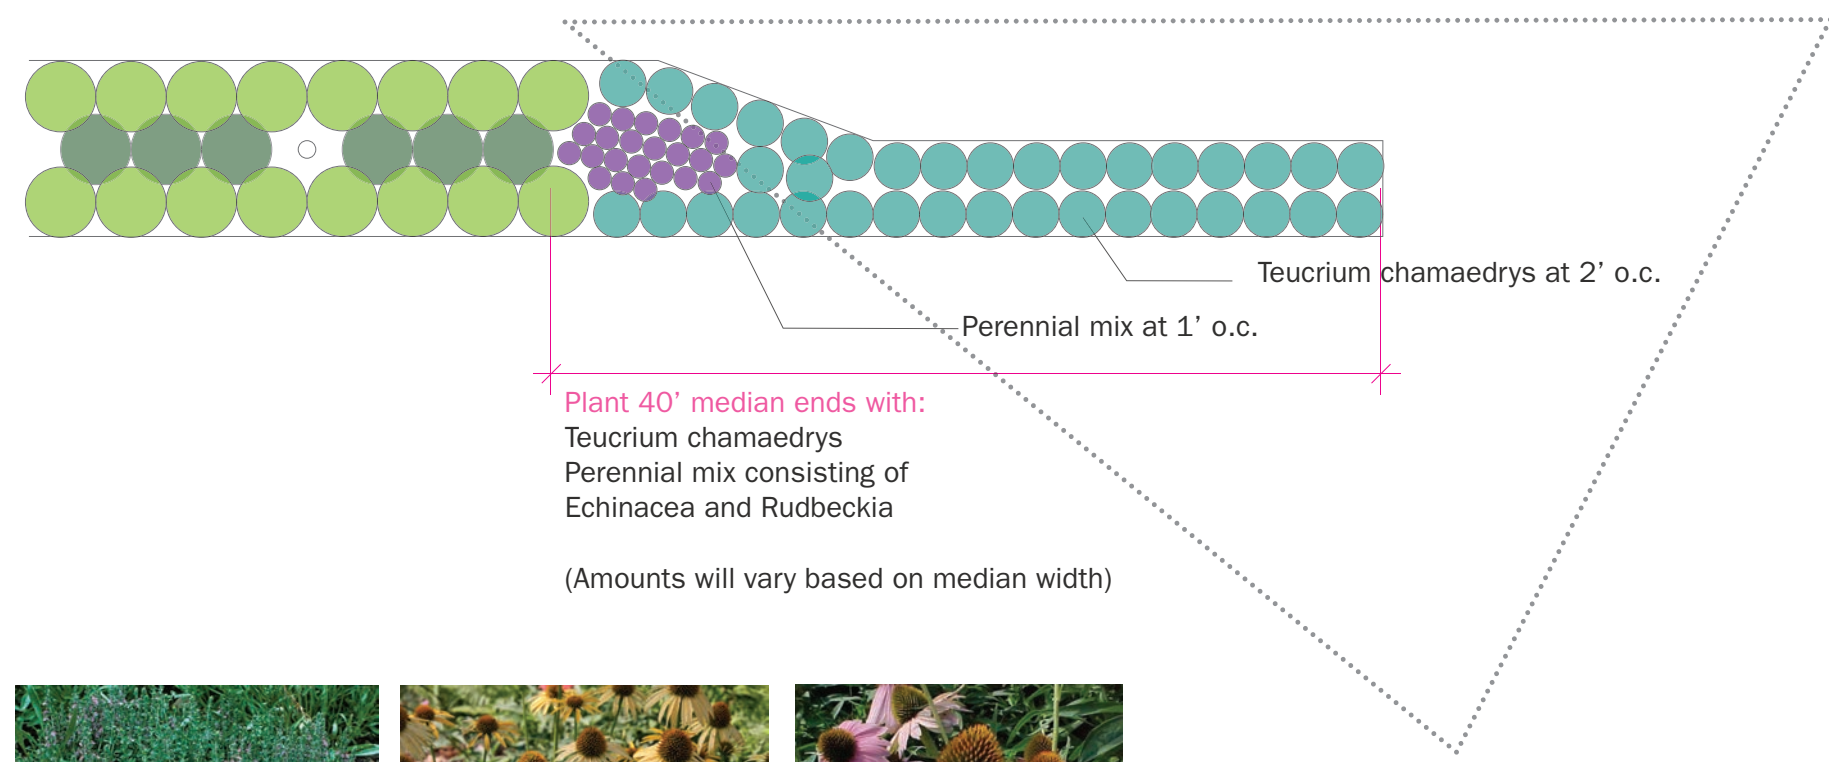 Teucrium chamaedrys at 2’ o.c.
Perennial mix at 1’ o.c.
Plant 40’ median ends with:
Teucrium chamaedrys
Perennial mix consisting of
Echinacea and Rudbeckia
(Amounts will vary based on median width)